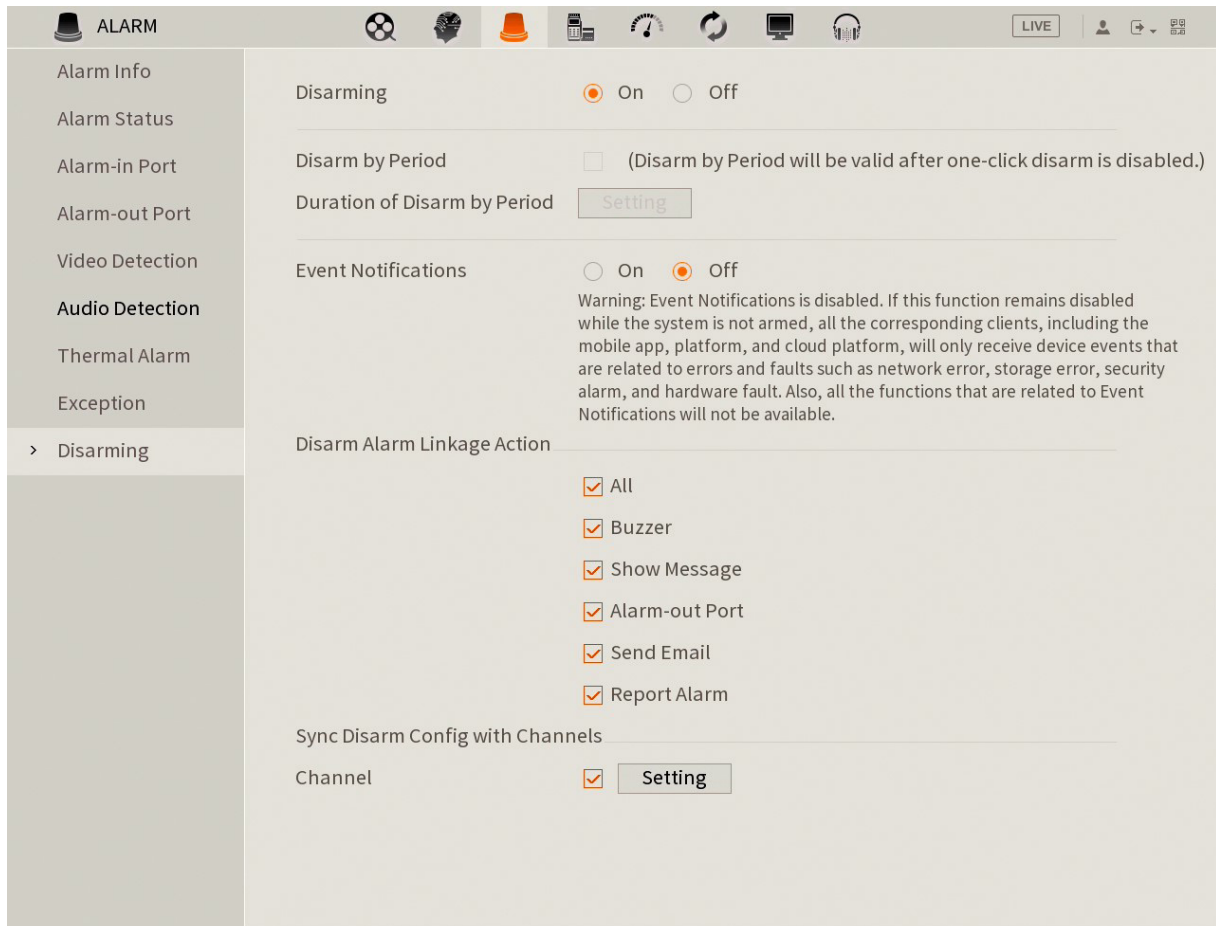 ALARM
LIVE
Alarm Info
Alarm Status
Alarm-in Port
Alarm-out Port
Video Detection
Audio Detection
Thermal Alarm
Exception
> Disarming
Disarming On Off
Disarm by Period (Disarm by Period will be valid after one-click disarm is disabled.)
Duration of Disarm by Period Setting
Event Notifications On Off
Warning: Event Notifications is disabled. If this function remains disabled
while the system is not armed, all the corresponding clients, including the
mobile app, platform, and cloud platform, will only receive device events that
are related to errors and faults such as network error, storage error, security
alarm, and hardware fault. Also, all the functions that are related to Event
Notifications will not be available.
Disarm Alarm Linkage Action
All
Buzzer
Show Message
Alarm-out Port
Send Email
Report Alarm
Sync Disarm Config with Channels
Channel Setting